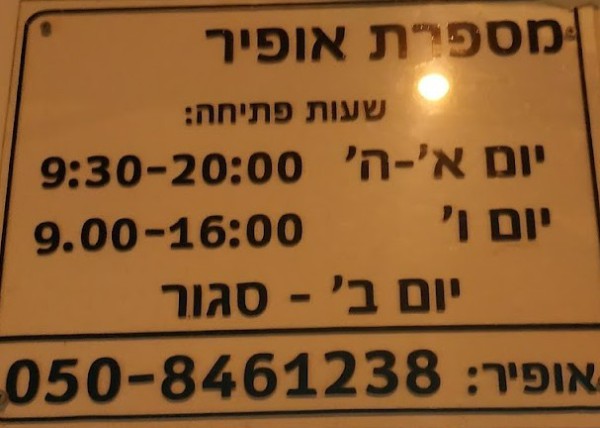 מספרת אופיר
שעות פתיחה:
יום א'-ה' 9:30-20:00
יום ו' 9.00-16:00
יום ב' - סגור
אופיר: 050-8461238